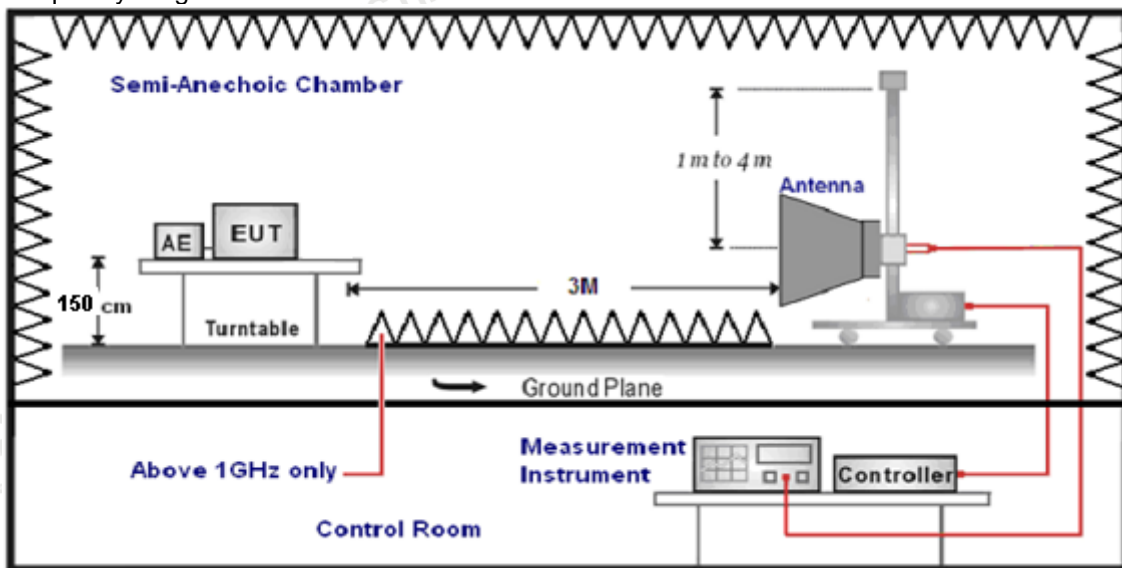 Semi-Anechoic Chamber
1 m to 4 m
Antenna
AE
EUT
150 cm
3M
Turntable
Ground Plane
Above 1GHz only
Measurement
Instrument
Controller
Control Room